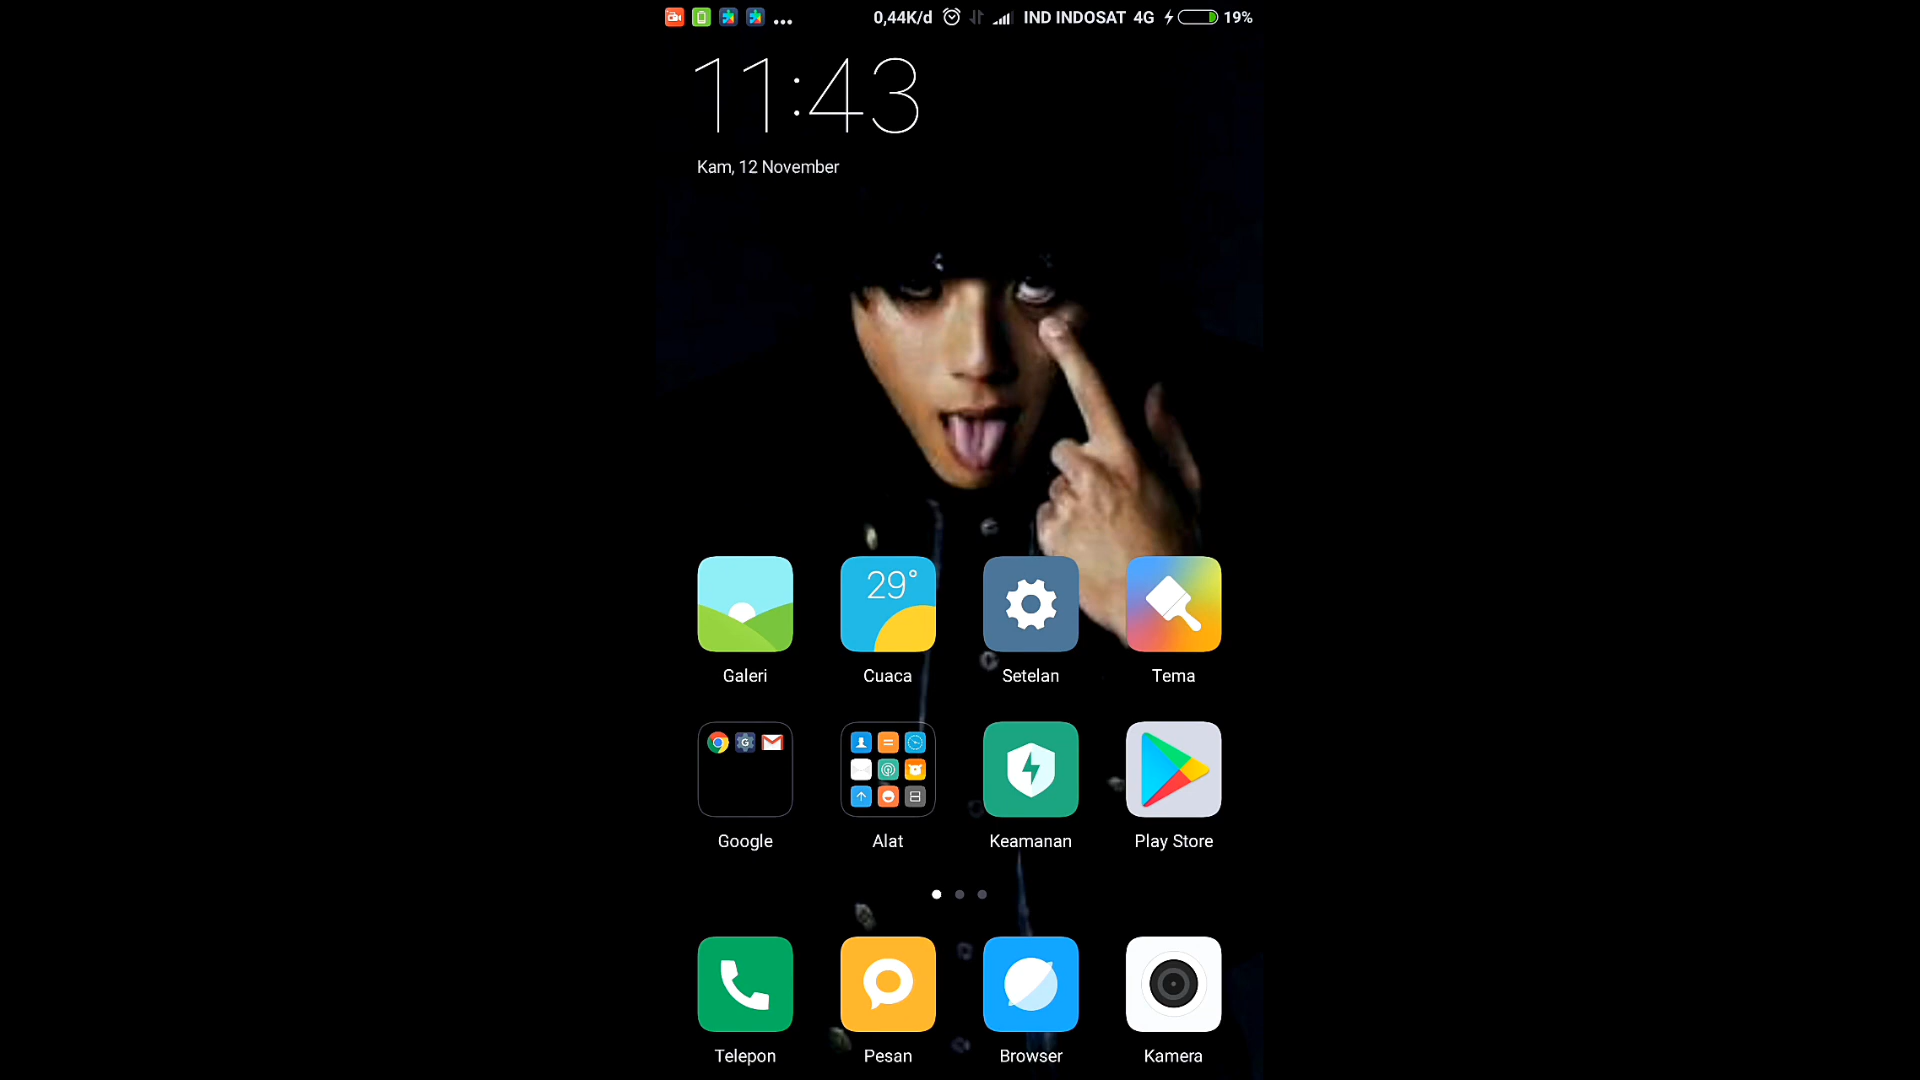 0,44K/d IND INDOSAT 4G 19%
11:43
Kam, 12 November
29°
Galeri Cuaca Setelan Tema
Google Alat Keamanan Play Store
Telepon Pesan Browser Kamera